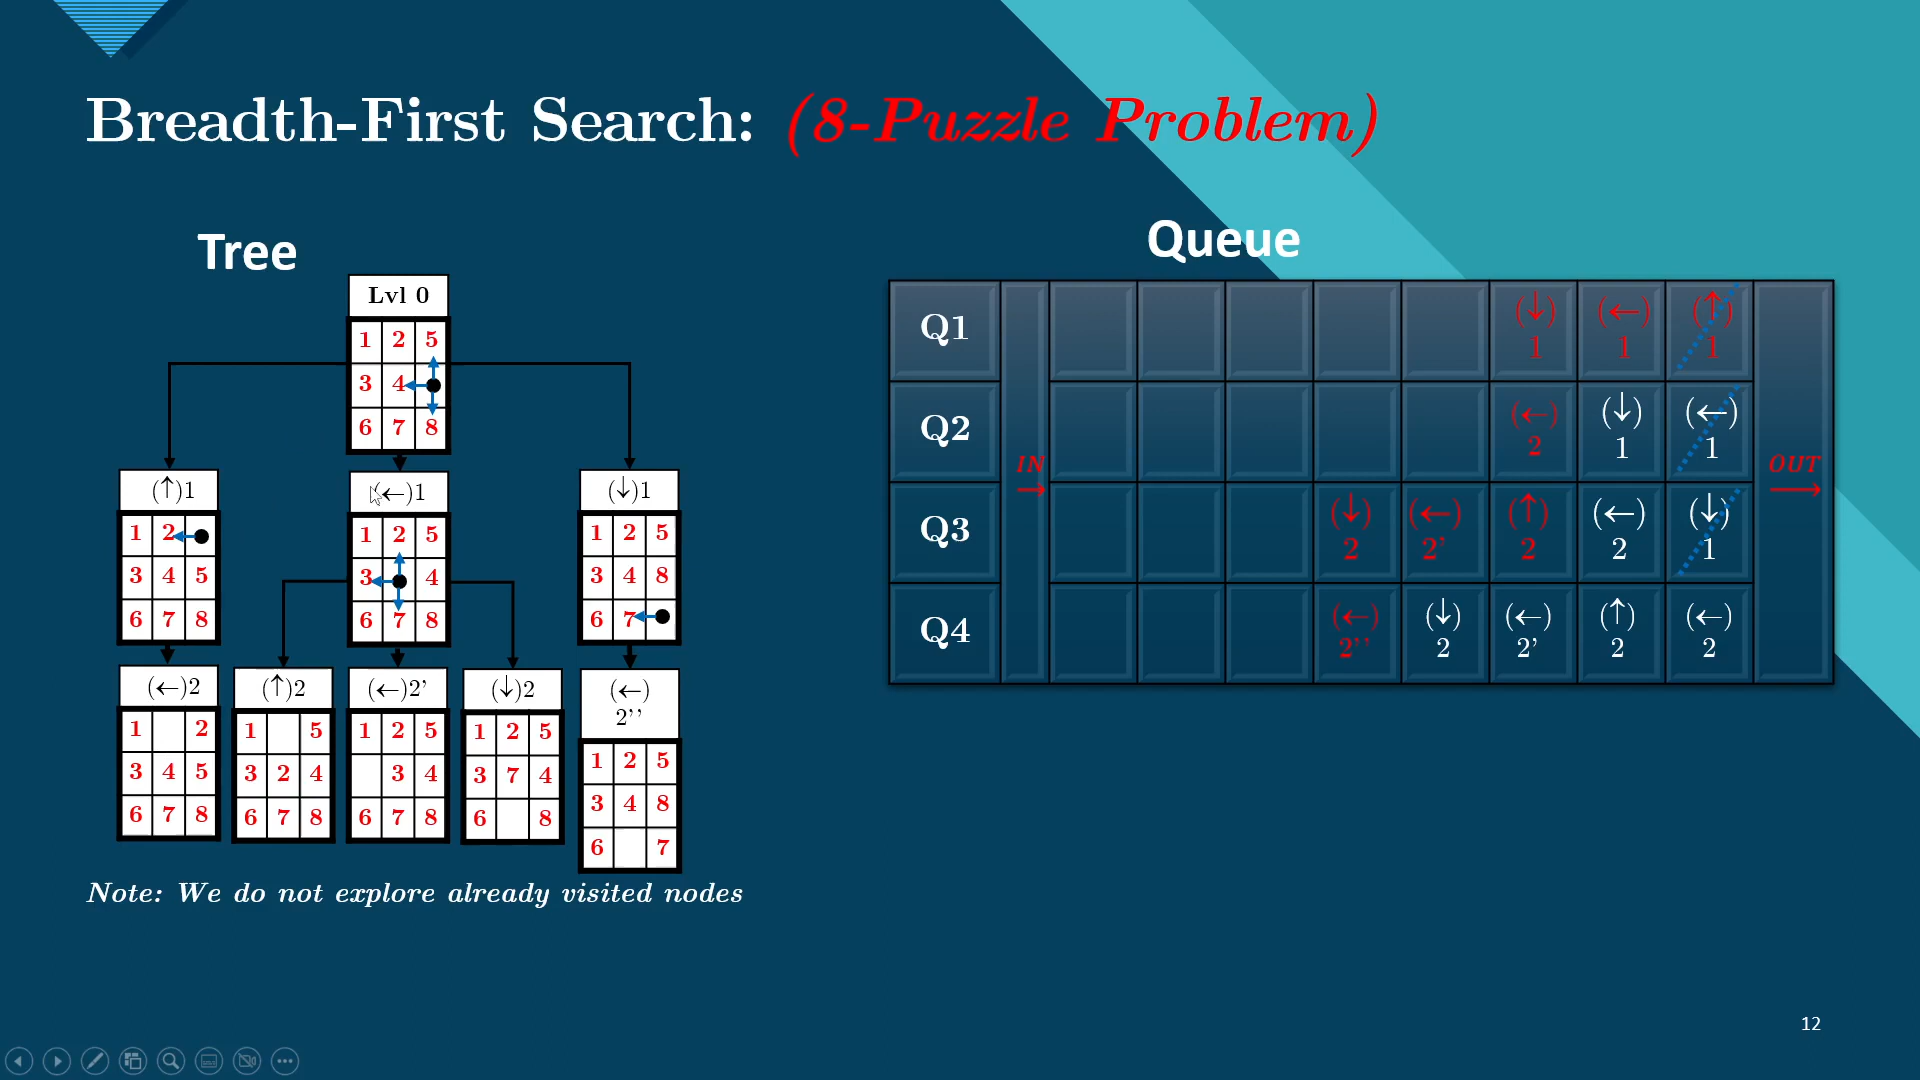 Breadth-First Search: (8-Puzzle Problem)
Tree
Lvl 0
1 2 5
3 4
6 7 8
(↑)1
1 2
3 4 5
6 7 8
(←)1
1 2 5
3 4
6 7 8
(↓)1
1 2 5
3 4 8
6 7
(←)2
1 2
3 4 5
6 7 8
(↑)2
1 5
3 2 4
6 7 8
(←)2’
1 2 5
3 4
6 7 8
(↓)2
1 2 5
3 7 4
6 8
(←)
2’’
1 2 5
3 4 8
6 7
Note: We do not explore already visited nodes
Queue
IN
→
OUT
→
Q1
(↓) (←) (↑)
1 1 1
Q2
(←) (↓) (←)
2 1 1
Q3
(↓) (←) (↑) (←) (↓)
2 2’ 2 2 1
Q4
(←) (↓) (←) (↑) (←)
2’’ 2 2’ 2 2
12